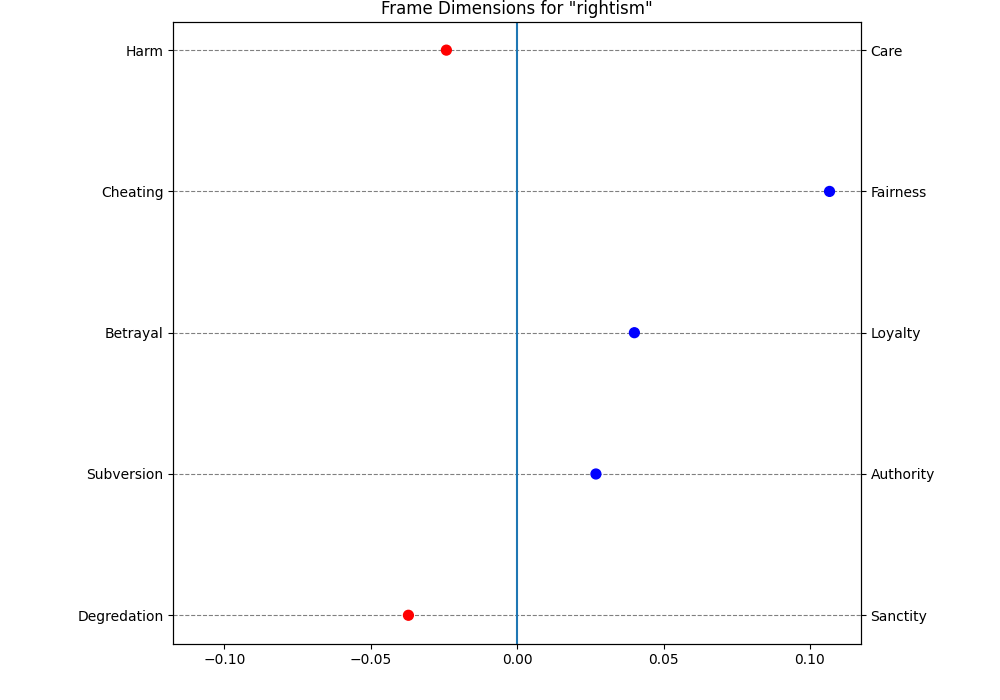 Frame Dimensions for "rightism"
Harm
Care
Cheating
Fairness
Betrayal
Loyalty
Subversion
Authority
Degredation
Sanctity
−0.10
−0.05
0.00
0.05
0.10